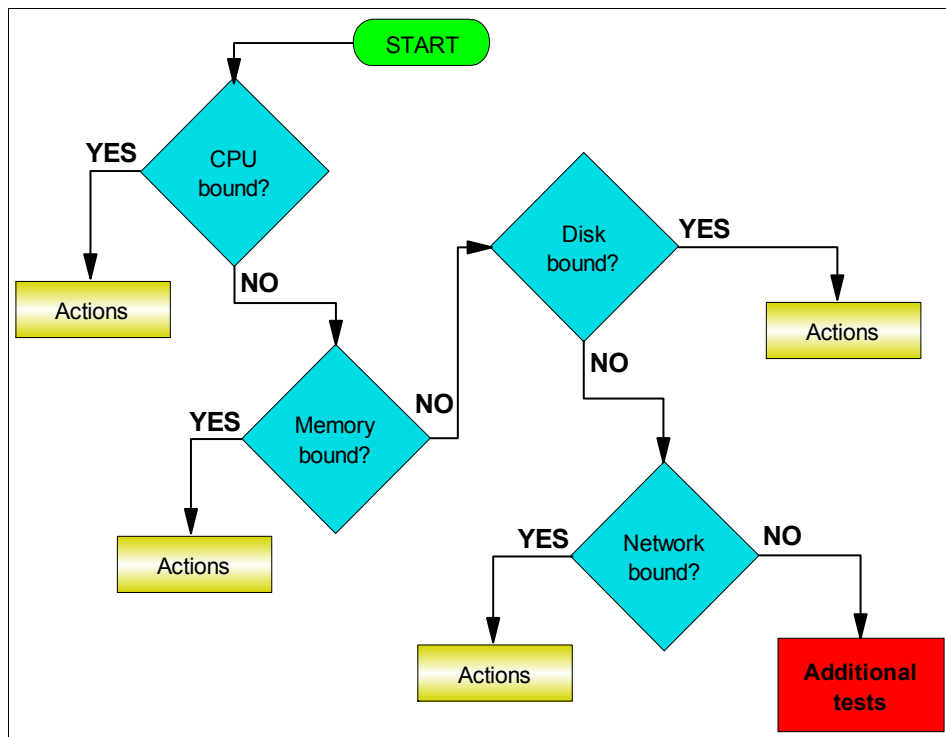 START
CPU
bound?
YES
NO
Actions
Memory
bound?
YES
NO
Actions
Disk
bound?
YES
NO
Actions
Network
bound?
YES
NO
Actions
Additional
tests